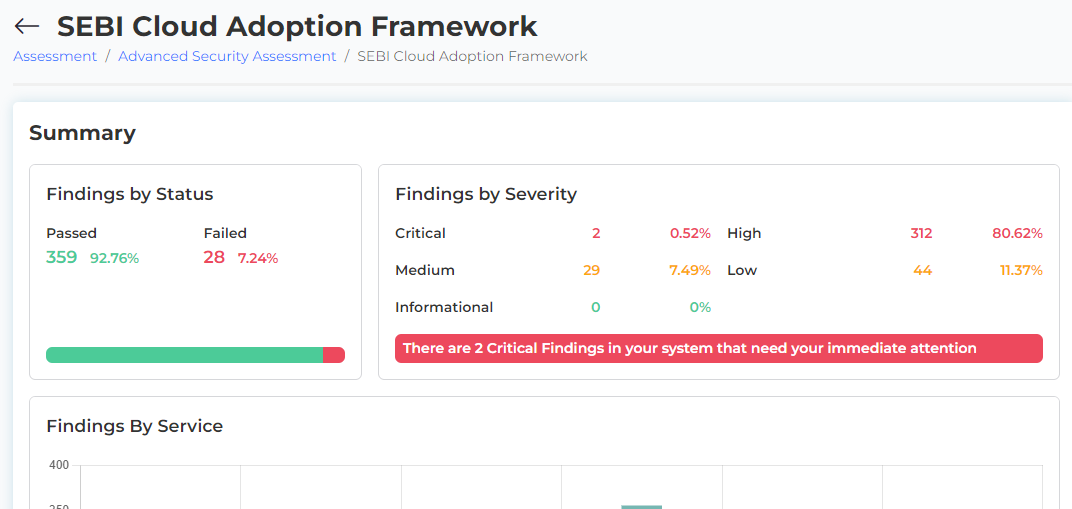 SEBI Cloud Adoption Framework
Assessment / Advanced Security Assessment / SEBI Cloud Adoption Framework
Summary
Findings by Status
Passed Failed
359 92.76% 28 7.24%
Findings by Severity
Critical 2 0.52% High 312 80.62%
Medium 29 7.49% Low 44 11.37%
Informational 0 0%
There are 2 Critical Findings in your system that need your immediate attention
Findings By Service
400